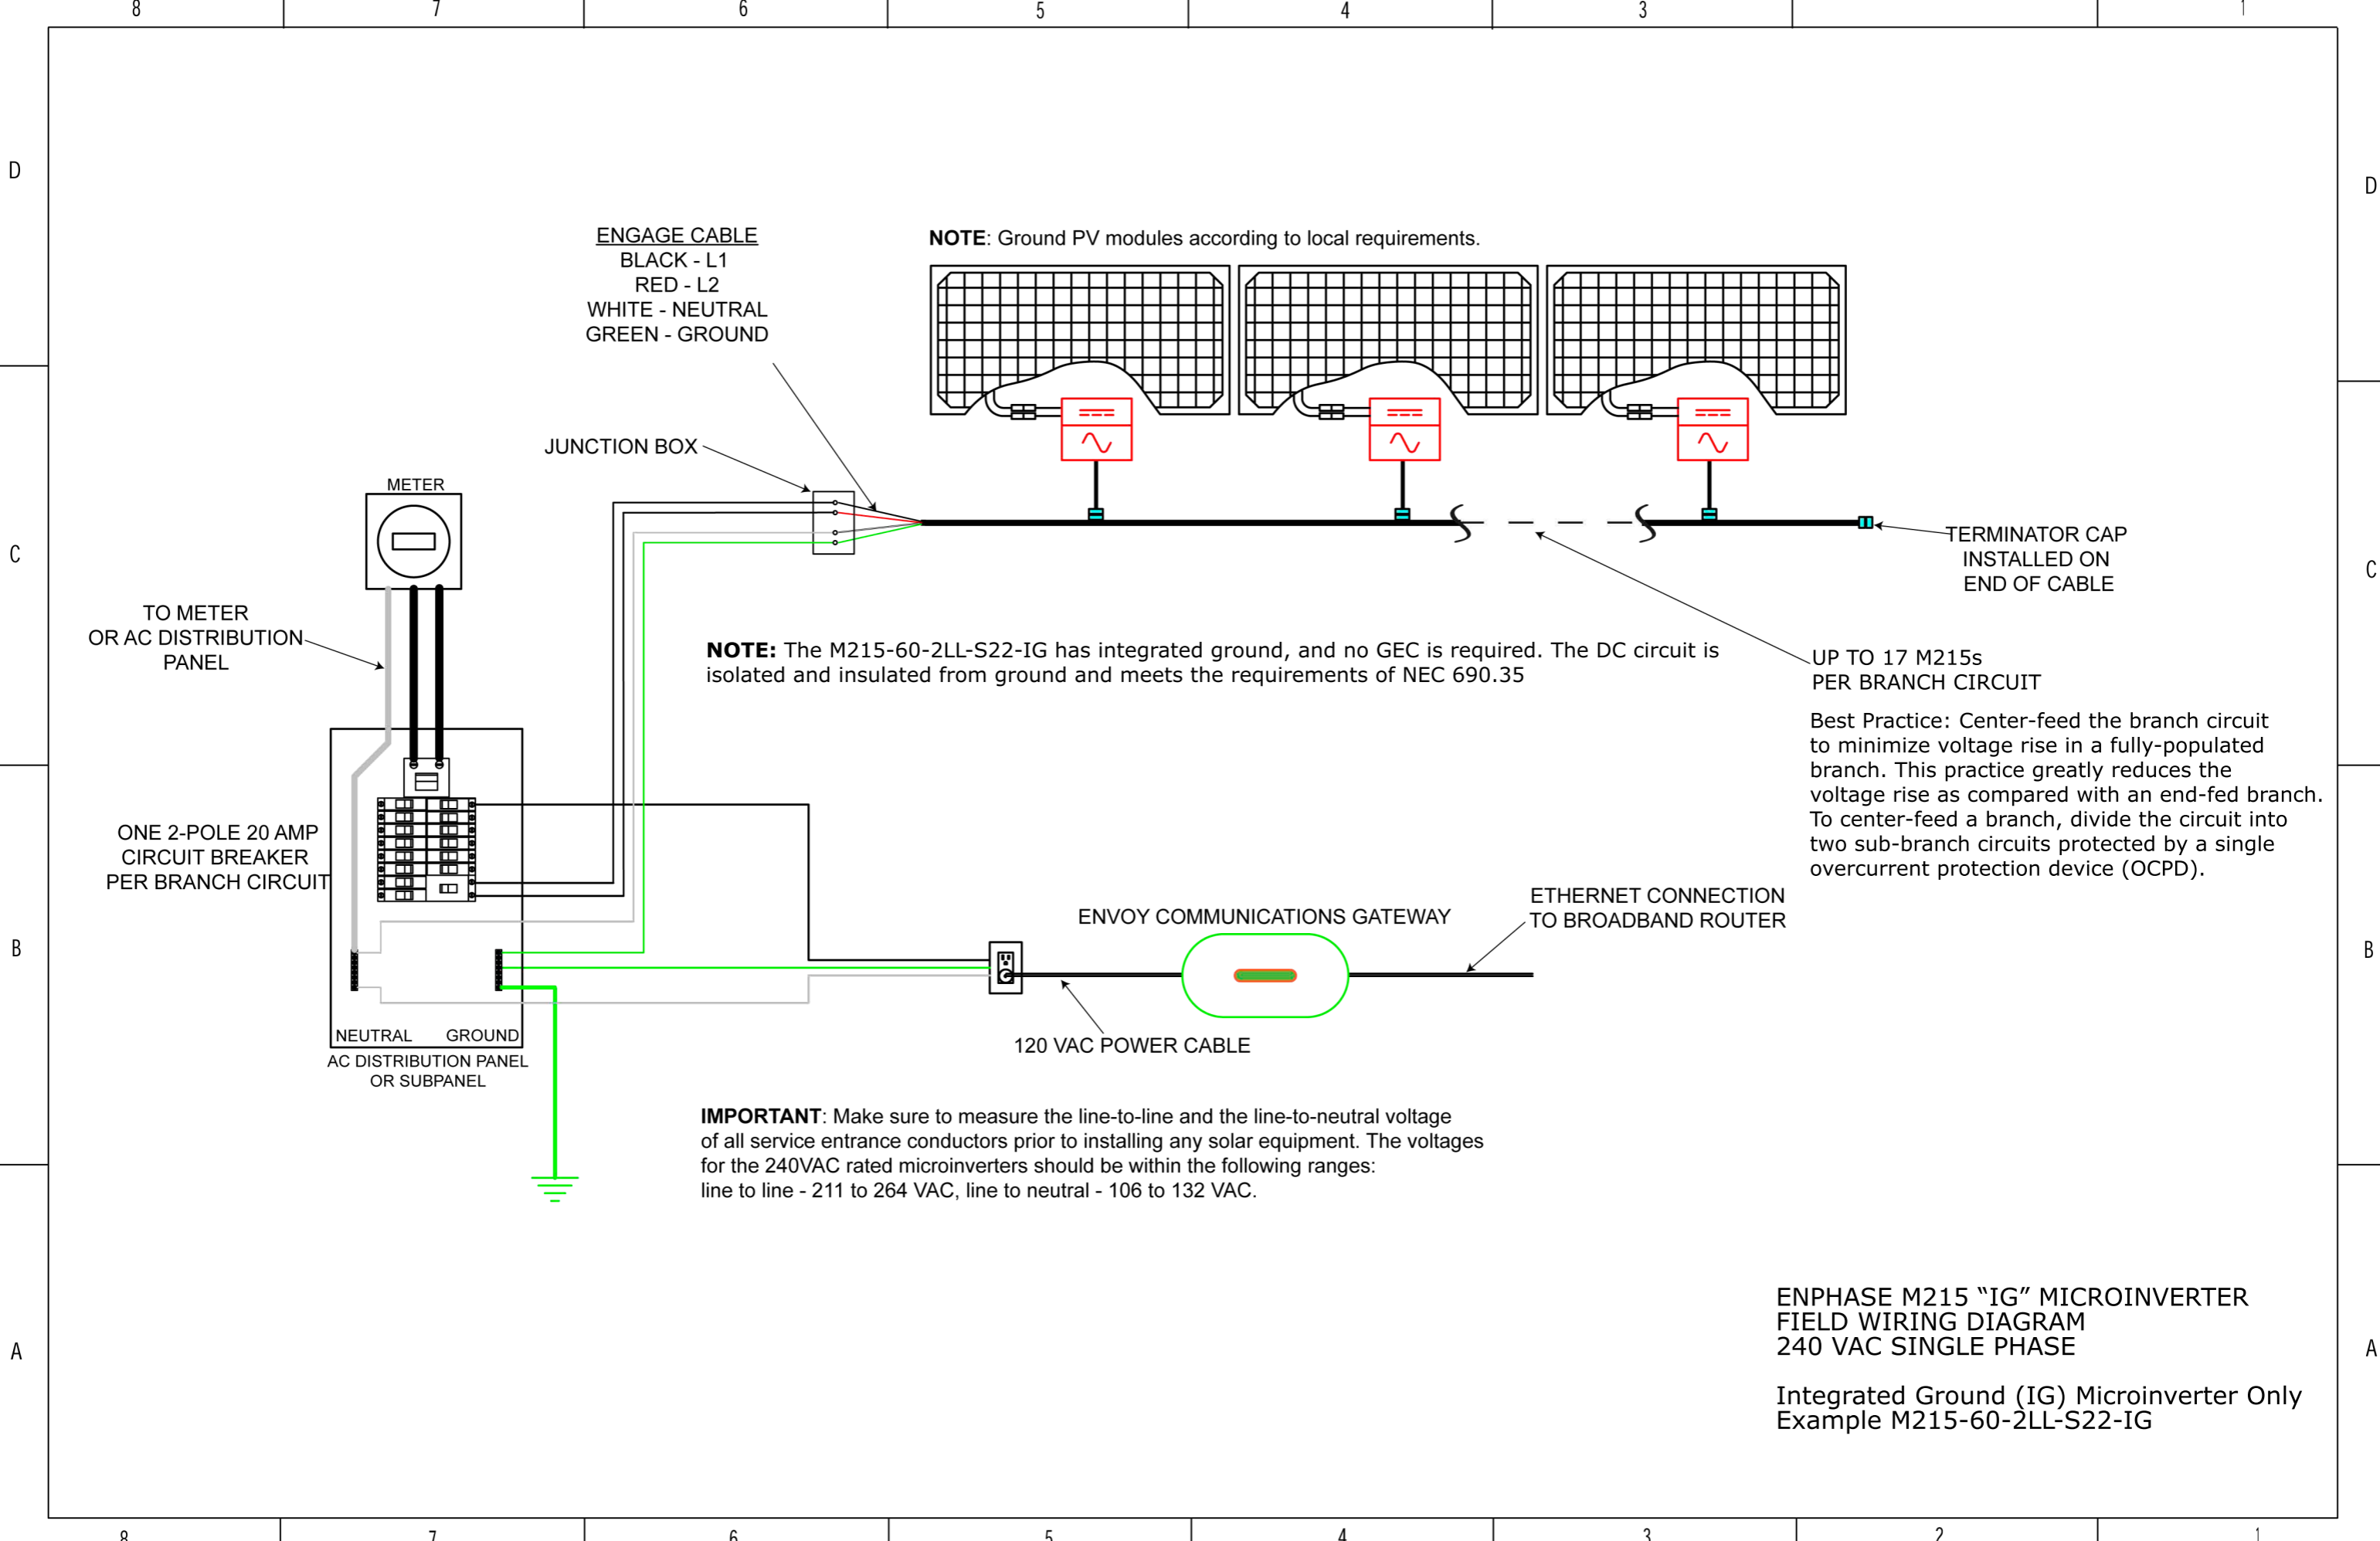 8 7 6 5 4 3 1
D D
ENGAGE CABLE
BLACK - L1
RED - L2
WHITE - NEUTRAL
GREEN - GROUND
NOTE: Ground PV modules according to local requirements.
JUNCTION BOX
METER
C C
TERMINATOR CAP
INSTALLED ON
END OF CABLE
TO METER
OR AC DISTRIBUTION
PANEL
NOTE: The M215-60-2LL-S22-IG has integrated ground, and no GEC is required. The DC circuit is
isolated and insulated from ground and meets the requirements of NEC 690.35
UP TO 17 M215s
PER BRANCH CIRCUIT
Best Practice: Center-feed the branch circuit
to minimize voltage rise in a fully-populated
branch. This practice greatly reduces the
voltage rise as compared with an end-fed branch.
To center-feed a branch, divide the circuit into
two sub-branch circuits protected by a single
overcurrent protection device (OCPD).
ONE 2-POLE 20 AMP
CIRCUIT BREAKER
PER BRANCH CIRCUIT
B B
ENVOY COMMUNICATIONS GATEWAY
ETHERNET CONNECTION
TO BROADBAND ROUTER
120 VAC POWER CABLE
NEUTRAL GROUND
AC DISTRIBUTION PANEL
OR SUBPANEL
IMPORTANT: Make sure to measure the line-to-line and the line-to-neutral voltage
of all service entrance conductors prior to installing any solar equipment. The voltages
for the 240VAC rated microinverters should be within the following ranges:
line to line - 211 to 264 VAC, line to neutral - 106 to 132 VAC.
A A
ENPHASE M215 “IG” MICROINVERTER
FIELD WIRING DIAGRAM
240 VAC SINGLE PHASE
Integrated Ground (IG) Microinverter Only
Example M215-60-2LL-S22-IG
8 7 6 5 4 3 2 1